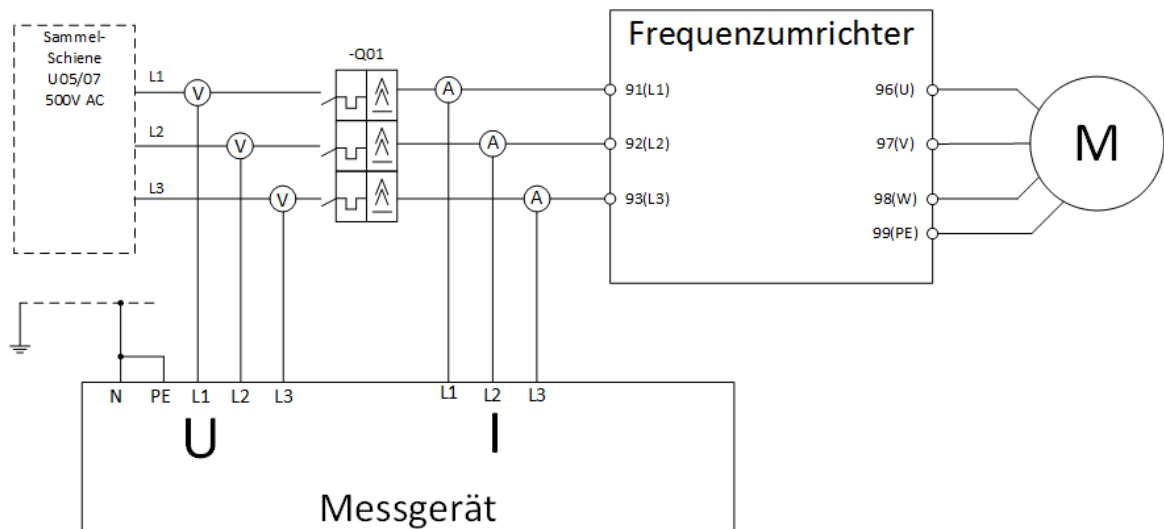 Sammel-
Schiene
U05/07
500V AC
L1
L2
L3
V
V
V
-Q01
A
A
A
Frequenzumrichter
91(L1)
92(L2)
93(L3)
96(U)
97(V)
98(W)
99(PE)
M
N PE L1 L2 L3 L1 L2 L3
U I
Messgerät